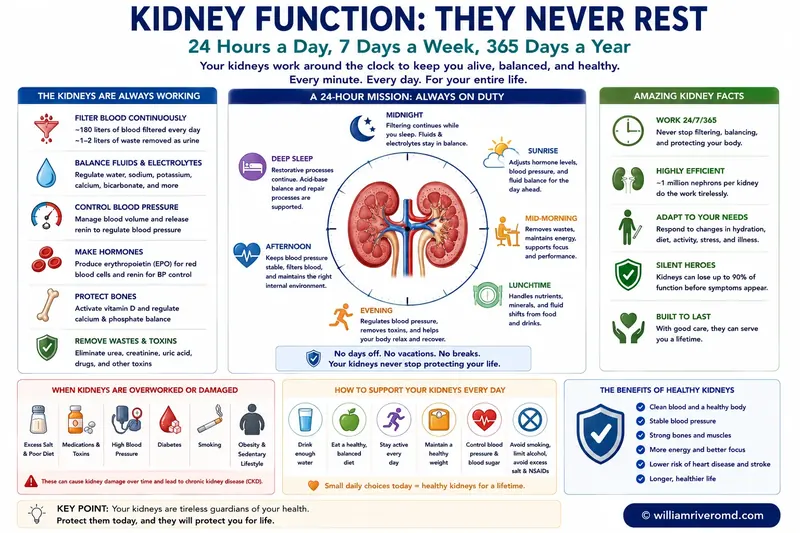 KIDNEY FUNCTION: THEY NEVER REST
24 Hours a Day, 7 Days a Week, 365 Days a Year
Your kidneys work around the clock to keep you alive, balanced, and healthy.
Every minute. Every day. For your entire life.
THE KIDNEYS ARE ALWAYS WORKING
FILTER BLOOD CONTINUOUSLY
~180 liters of blood filtered every day
~1–2 liters of waste removed as urine
BALANCE FLUIDS & ELECTROLYTES
Regulate water, sodium, potassium,
calcium, bicarbonate, and more
CONTROL BLOOD PRESSURE
Manage blood volume and release
renin to regulate blood pressure
MAKE HORMONES
Produce erythropoietin (EPO) for red
blood cells and renin for BP control
PROTECT BONES
Activate vitamin D and regulate
calcium & phosphate balance
REMOVE WASTES & TOXINS
Eliminate urea, creatinine, uric acid,
drugs, and other toxins
A 24-HOUR MISSION: ALWAYS ON DUTY
MIDNIGHT
Filtering continues while
you sleep. Fluids &
electrolytes stay in balance.
SUNRISE
Adjusts hormone levels,
blood pressure, and
fluid balance for the
day ahead.
MID-MORNING
Removes wastes,
maintains energy,
supports focus
and performance.
LUNCHTIME
Handles nutrients,
minerals, and fluid
shifts from food
and drinks.
EVENING
Regulates blood pressure,
removes toxins, and helps
your body relax and recover.
AFTERNOON
Keeps blood pressure
stable, filters blood,
and maintains the right
internal environment.
DEEP SLEEP
Restorative processes
continue. Acid-base
balance and repair
processes are
supported.
No days off. No vacations. No breaks.
Your kidneys never stop protecting your life.
AMAZING KIDNEY FACTS
WORK 24/7/365
Never stop filtering, balancing,
and protecting your body.
HIGHLY EFFICIENT
~1 million nephrons per kidney
do the work tirelessly.
ADAPT TO YOUR NEEDS
Respond to changes in hydration,
diet, activity, stress, and illness.
SILENT HEROES
Kidneys can lose up to 90% of
function before symptoms appear.
BUILT TO LAST
With good care, they can serve
you a lifetime.
WHEN KIDNEYS ARE OVERWORKED OR DAMAGED
Excess Salt
& Poor Diet
Medications &
Toxins
High Blood
Pressure
Diabetes
Smoking
Obesity &
Sedentary
Lifestyle
These can cause kidney damage over time and lead to chronic kidney disease (CKD).
HOW TO SUPPORT YOUR KIDNEYS EVERY DAY
Drink
enough
water
Eat a healthy,
balanced
diet
Stay active
every
day
Maintain
a healthy
weight
Control blood
pressure &
blood sugar
Avoid smoking,
limit alcohol,
avoid excess
salt & NSAIDs
Small daily choices today = healthy kidneys for a lifetime.
THE BENEFITS OF HEALTHY KIDNEYS
Clean blood and a healthy body
Stable blood pressure
Strong bones and muscles
More energy and better focus
Lower risk of heart disease and stroke
Longer, healthier life
KEY POINT: Your kidneys are tireless guardians of your health.
Protect them today, and they will protect you for life.
© williamriveromd.com